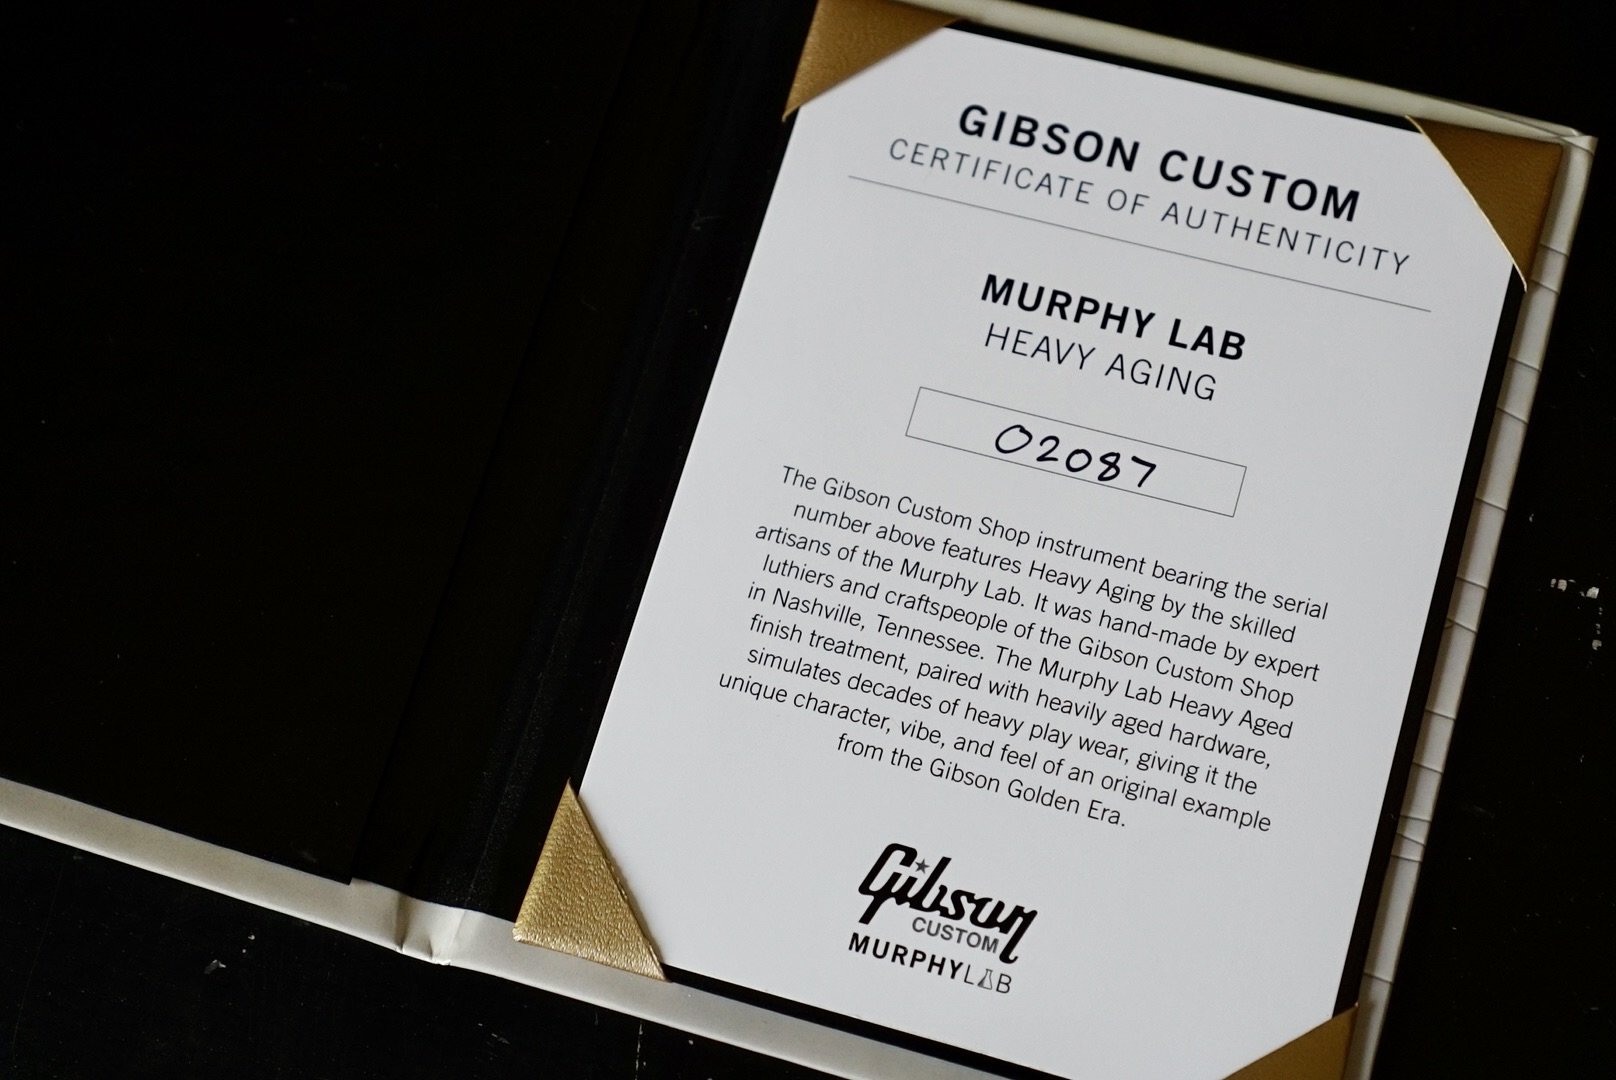 GIBSON CUSTOM
CERTIFICATE OF AUTHENTICITY
MURPHY LAB
HEAVY AGING
02087
The Gibson Custom Shop instrument bearing the serial
number above features Heavy Aging by the skilled
artisans of the Murphy Lab. It was hand-made by expert
luthiers and craftspeople of the Gibson Custom Shop
in Nashville, Tennessee. The Murphy Lab Heavy Aged
finish treatment, paired with heavily aged hardware,
simulates decades of heavy play wear, giving it the
unique character, vibe, and feel of an original example
from the Gibson Golden Era.
Gibson
CUSTOM
MURPHYLAB